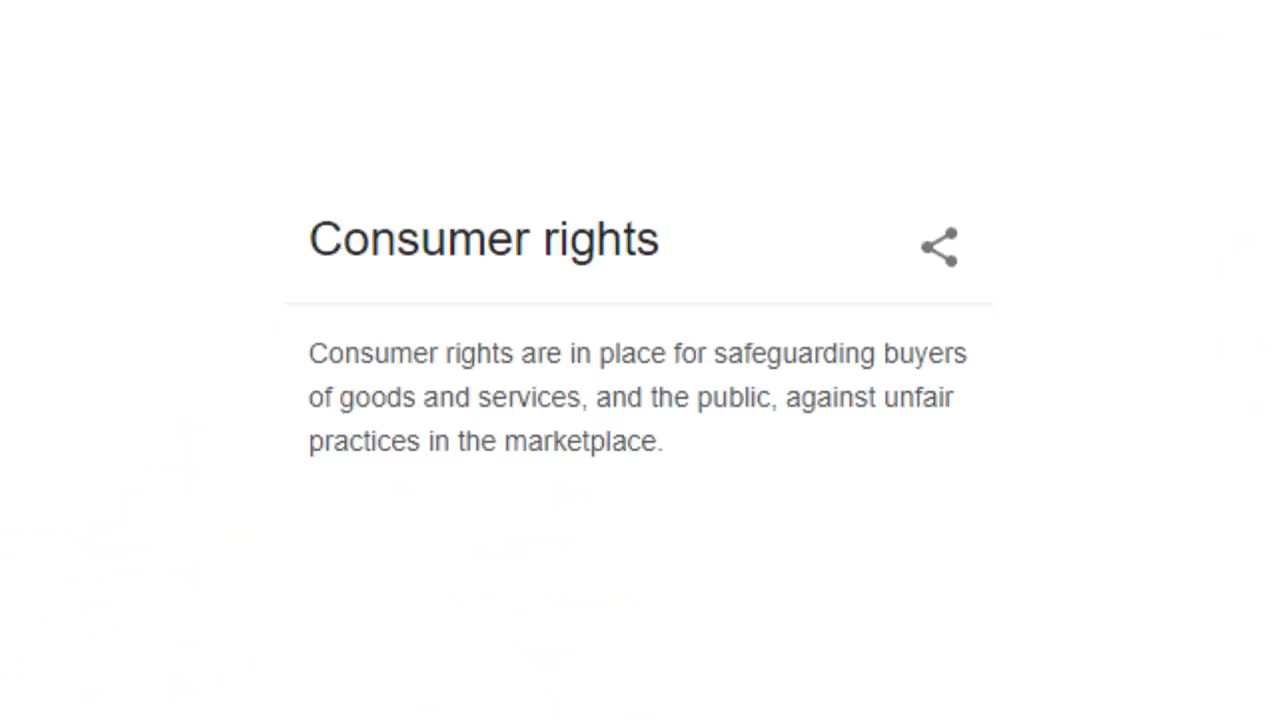 Consumer rights
Consumer rights are in place for safeguarding buyers
of goods and services, and the public, against unfair
practices in the marketplace.